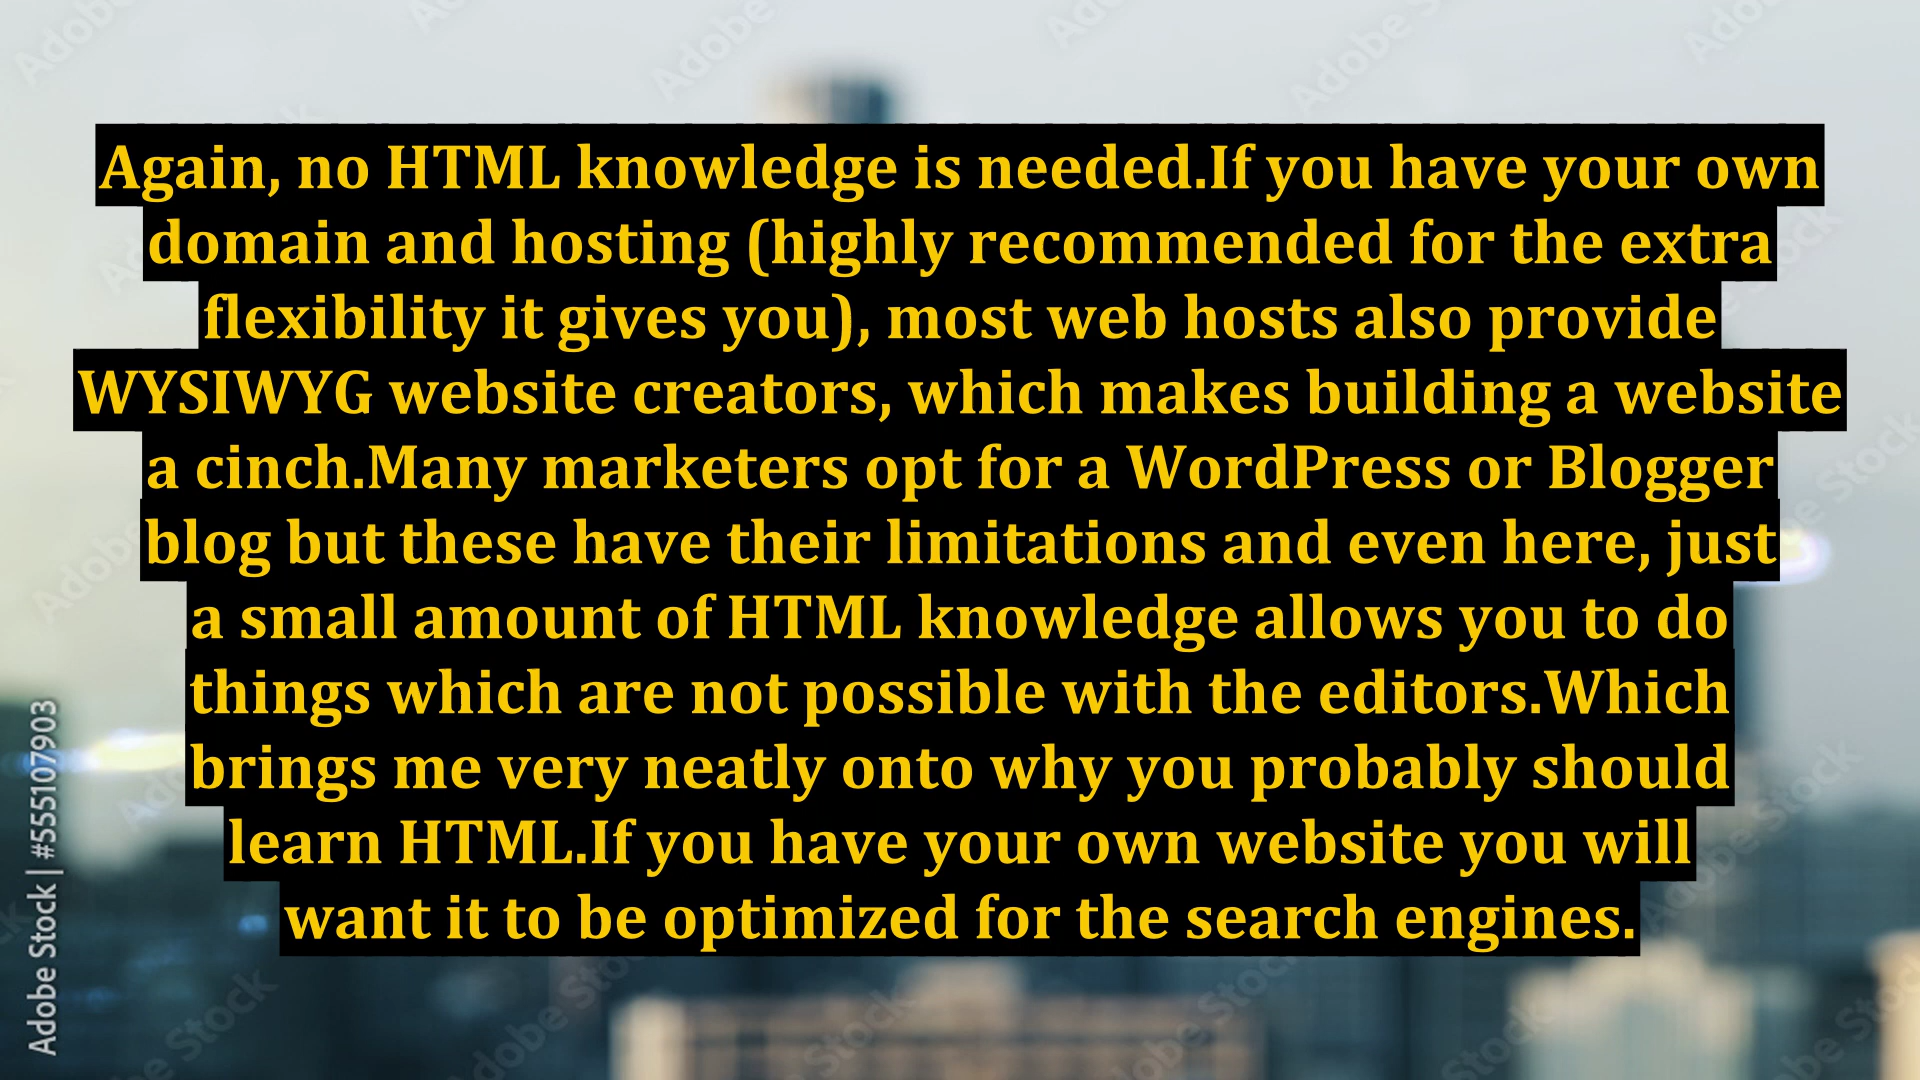 Again, no HTML knowledge is needed.If you have your own
domain and hosting (highly recommended for the extra
flexibility it gives you), most web hosts also provide
WYSIWYG website creators, which makes building a website
a cinch.Many marketers opt for a WordPress or Blogger
blog but these have their limitations and even here, just
a small amount of HTML knowledge allows you to do
things which are not possible with the editors.Which
brings me very neatly onto why you probably should
learn HTML.If you have your own website you will
want it to be optimized for the search engines.
Adobe Stock | #555107903